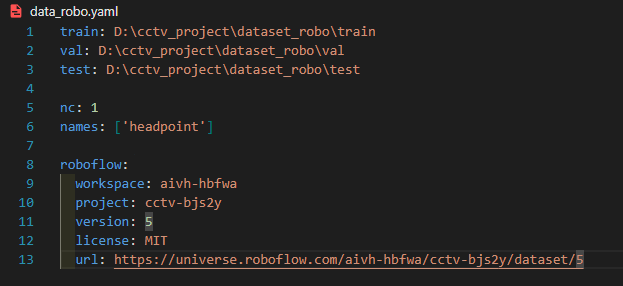 data_robo.yaml
1 train: D:\cctv_project\dataset_robo\train
2 val: D:\cctv_project\dataset_robo\val
3 test: D:\cctv_project\dataset_robo\test
4
5 nc: 1
6 names: ['headpoint']
7
8 roboflow:
9 workspace: aivh-hbfwa
10 project: cctv-bjs2y
11 version: 5
12 license: MIT
13 url: https://universe.roboflow.com/aivh-hbfwa/cctv-bjs2y/dataset/5